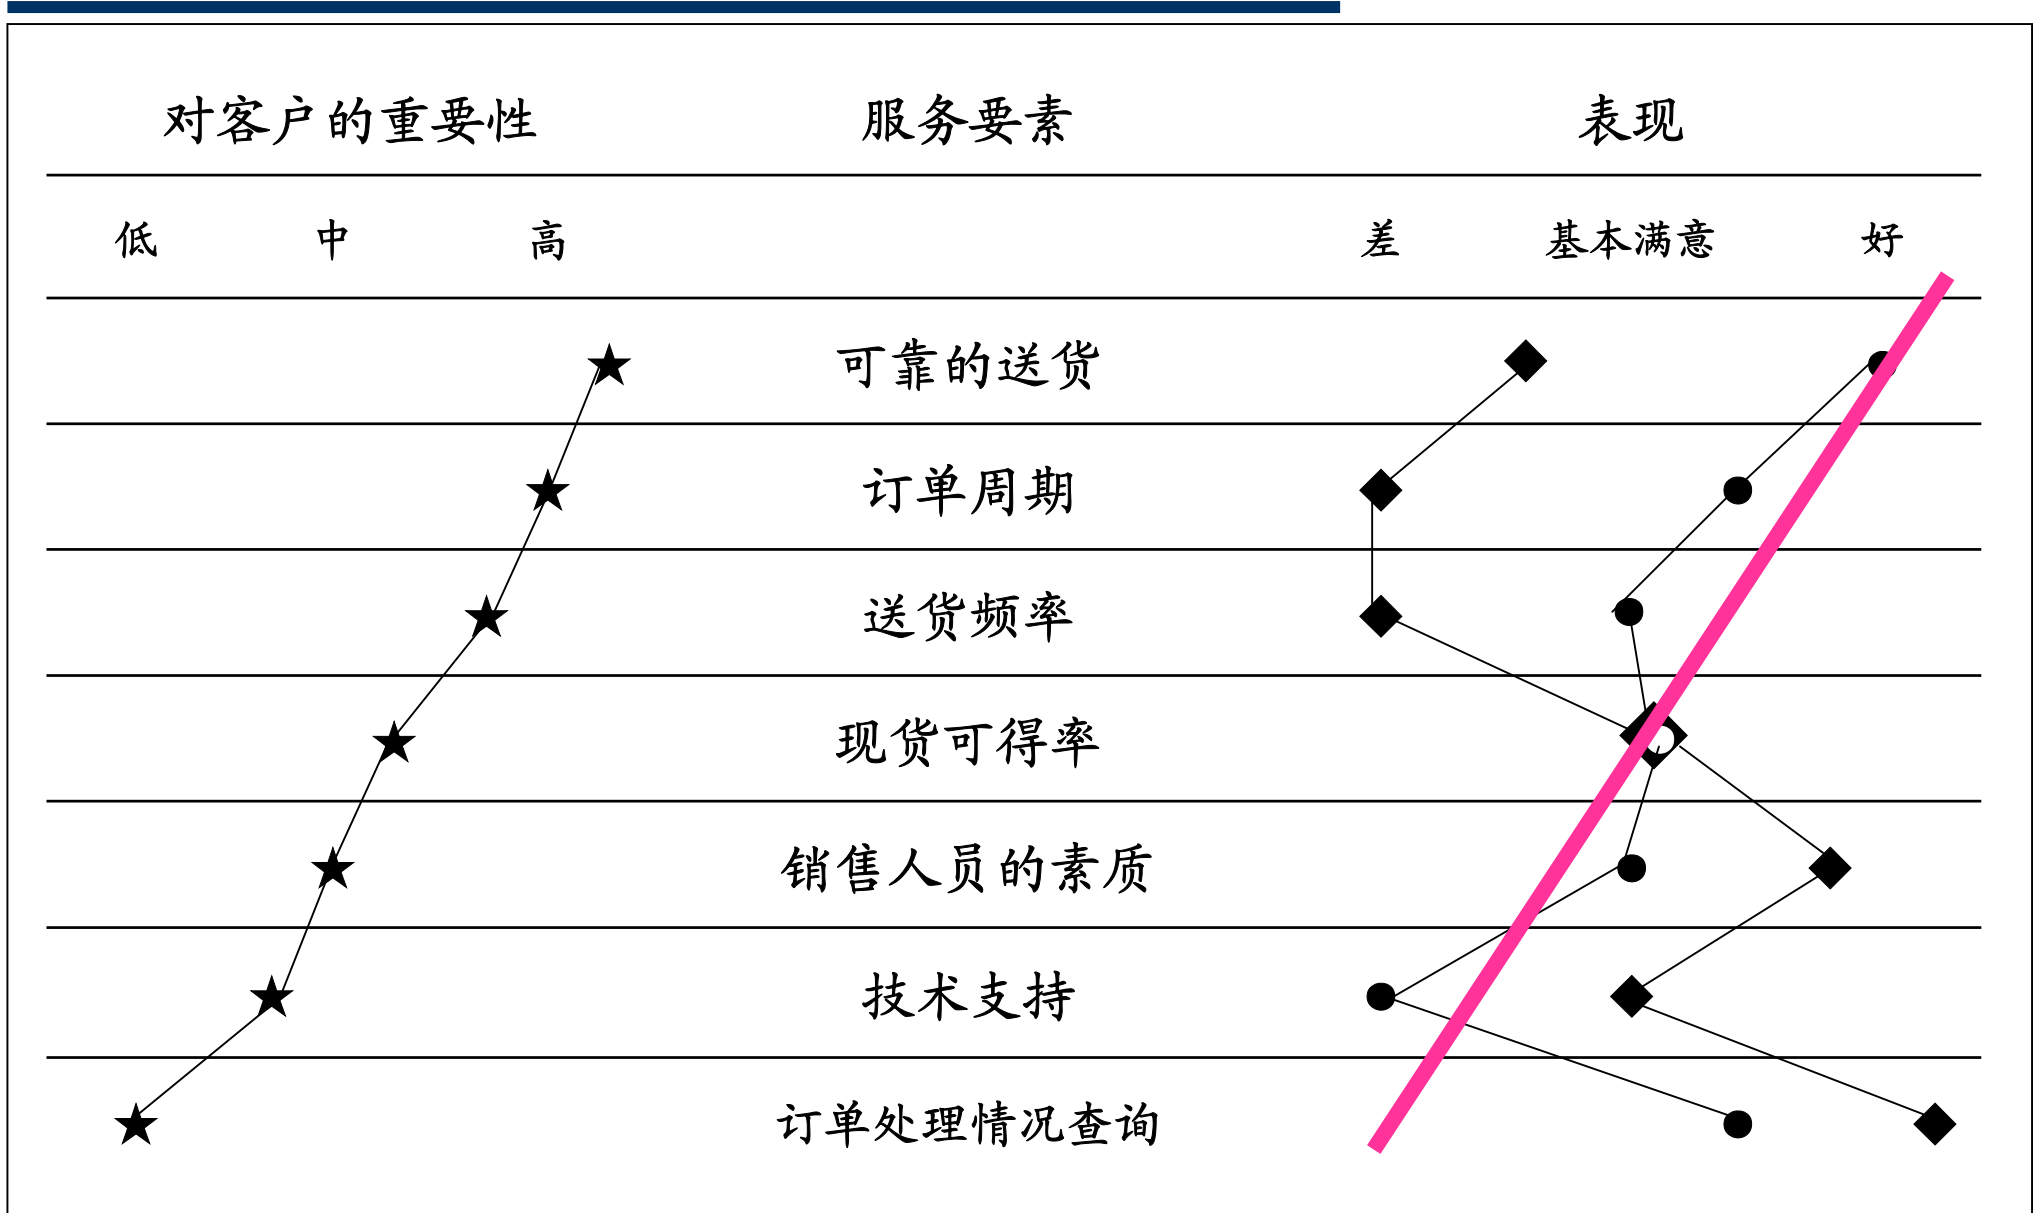 对客户的重要性 服务要素 表现
低 中 高 差 基本满意 好
可靠的送货
订单周期
送货频率
现货可得率
销售人员的素质
技术支持
订单处理情况查询